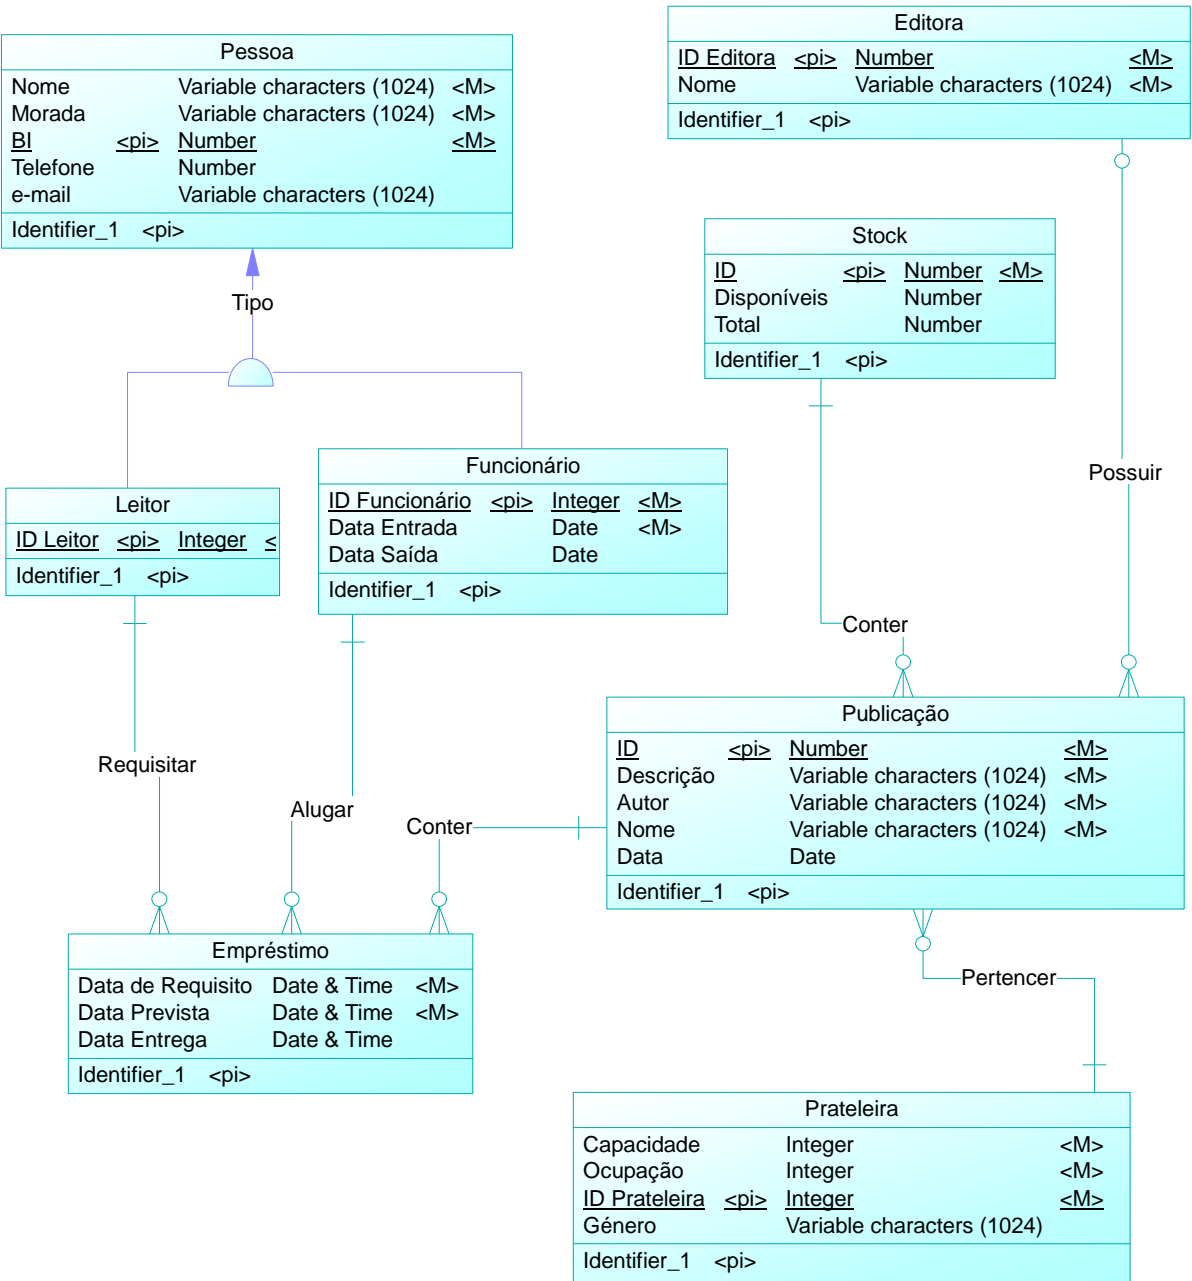 Pessoa
Nome Variable characters (1024) <M>
Morada Variable characters (1024) <M>
BI <pi> Number <M>
Telefone Number
e-mail Variable characters (1024)
Identifier_1 <pi>
Editora
ID Editora <pi> Number <M>
Nome Variable characters (1024) <M>
Identifier_1 <pi>
Stock
ID <pi> Number <M>
Disponíveis Number
Total Number
Identifier_1 <pi>
Tipo
Leitor
ID Leitor <pi> Integer <
Identifier_1 <pi>
Funcionário
ID Funcionário <pi> Integer <M>
Data Entrada Date <M>
Data Saída Date
Identifier_1 <pi>
Possuir
Conter
Publicação
ID <pi> Number <M>
Descrição Variable characters (1024) <M>
Autor Variable characters (1024) <M>
Nome Variable characters (1024) <M>
Data Date
Identifier_1 <pi>
Requisitar
Alugar
Conter
Empréstimo
Data de Requisito Date & Time <M>
Data Prevista Date & Time <M>
Data Entrega Date & Time
Identifier_1 <pi>
Pertencer
Prateleira
Capacidade Integer <M>
Ocupação Integer <M>
ID Prateleira <pi> Integer <M>
Género Variable characters (1024)
Identifier_1 <pi>